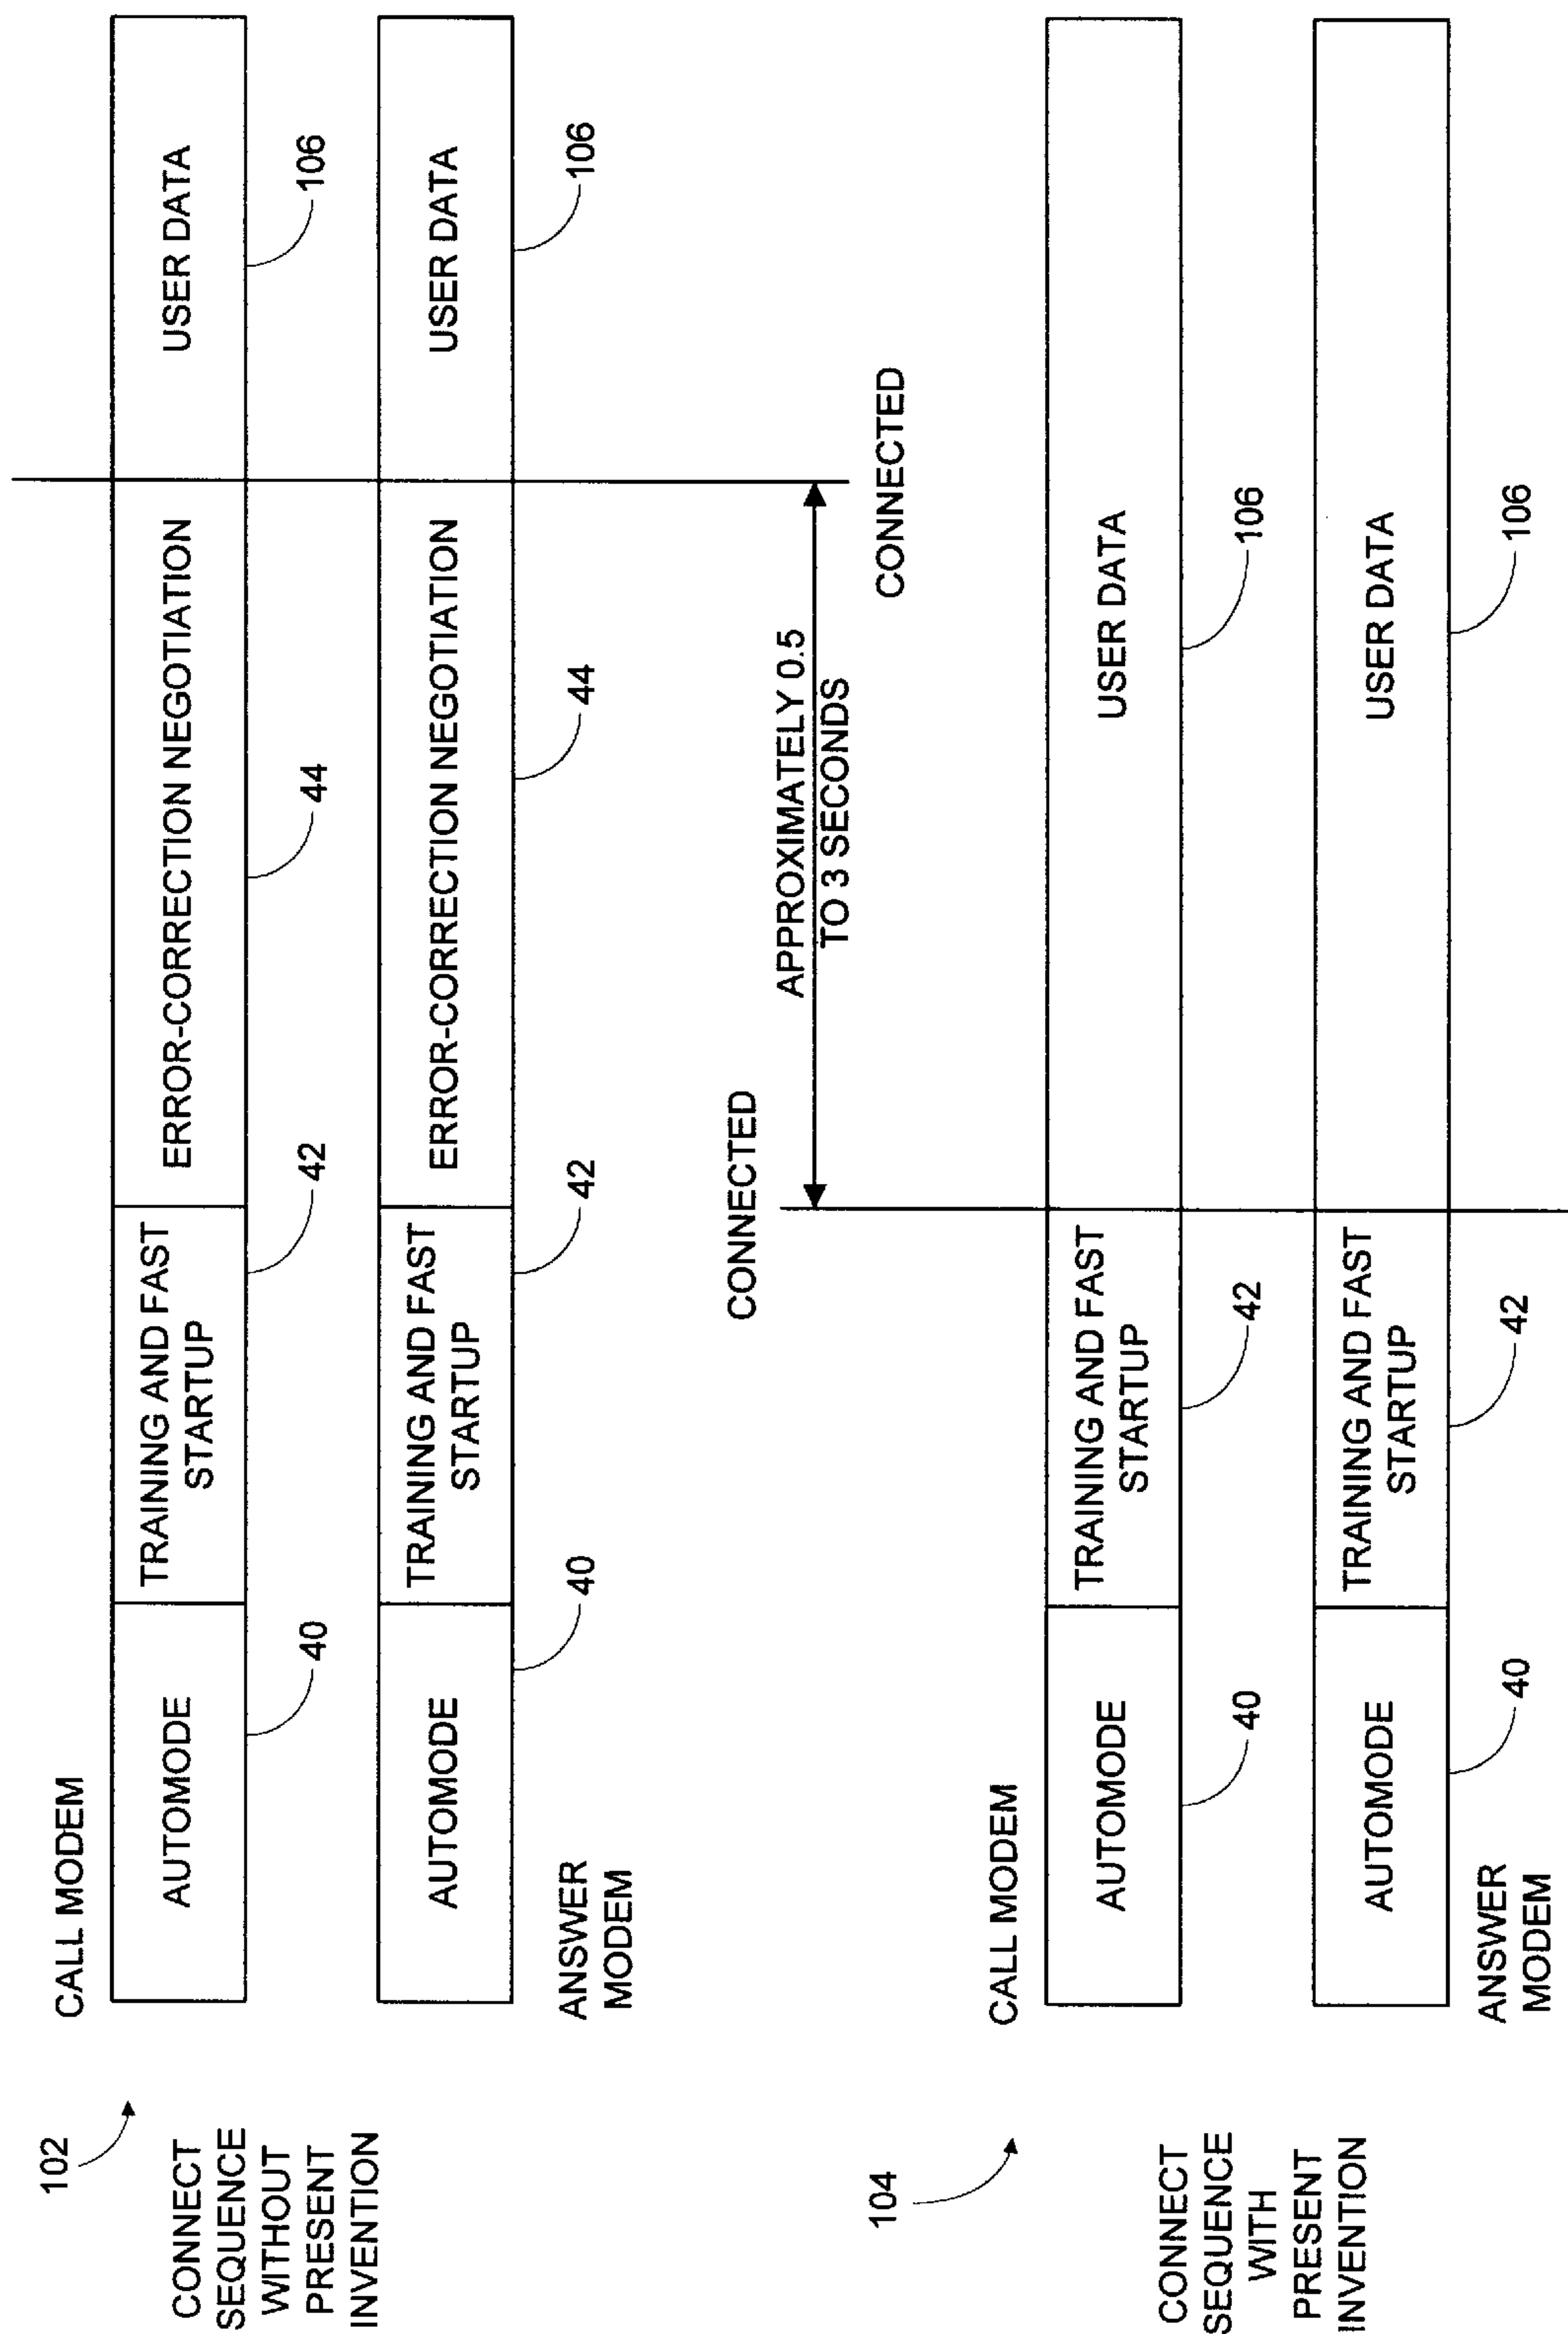 102
CONNECT
SEQUENCE
WITHOUT
PRESENT
INVENTION
CALL MODEM
AUTOMODE
TRAINING AND FAST
STARTUP
ERROR-CORRECTION NEGOTIATION
USER DATA
40
42
44
106
AUTOMODE
TRAINING AND FAST
STARTUP
ERROR-CORRECTION NEGOTIATION
USER DATA
ANSWER
MODEM
40
42
44
106
CONNECTED
APPROXIMATELY 0.5
TO 3 SECONDS
CONNECTED
104
CONNECT
SEQUENCE
WITH
PRESENT
INVENTION
CALL MODEM
AUTOMODE
TRAINING AND FAST
STARTUP
USER DATA
40
42
106
AUTOMODE
TRAINING AND FAST
STARTUP
USER DATA
ANSWER
MODEM
40
42
106